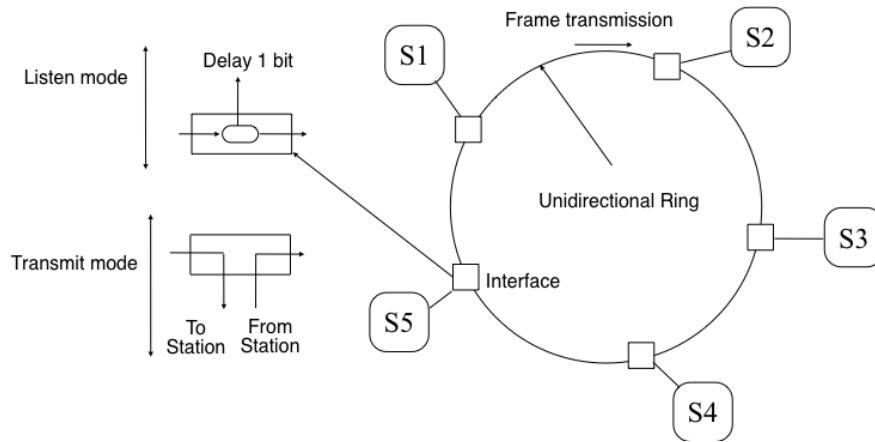 Frame transmission
S1
S2
Listen mode
Delay 1 bit
Unidirectional Ring
S3
Transmit mode
Interface
S5
To
Station
From
Station
S4